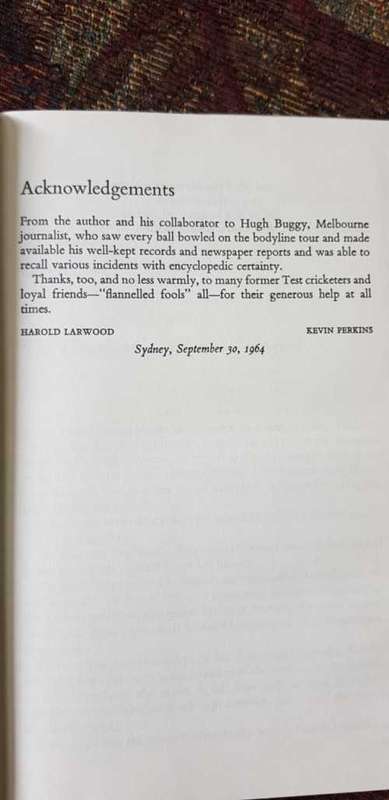 Acknowledgements
From the author and his collaborator to Hugh Buggy, Melbourne
journalist, who saw every ball bowled on the bodyline tour and made
available his well-kept records and newspaper reports and was able to
recall various incidents with encyclopedic certainty.
Thanks, too, and no less warmly, to many former Test cricketers and
loyal friends—"flannelled fools" all—for their generous help at all
times.
HAROLD LARWOOD KEVIN PERKINS
Sydney, September 30, 1964